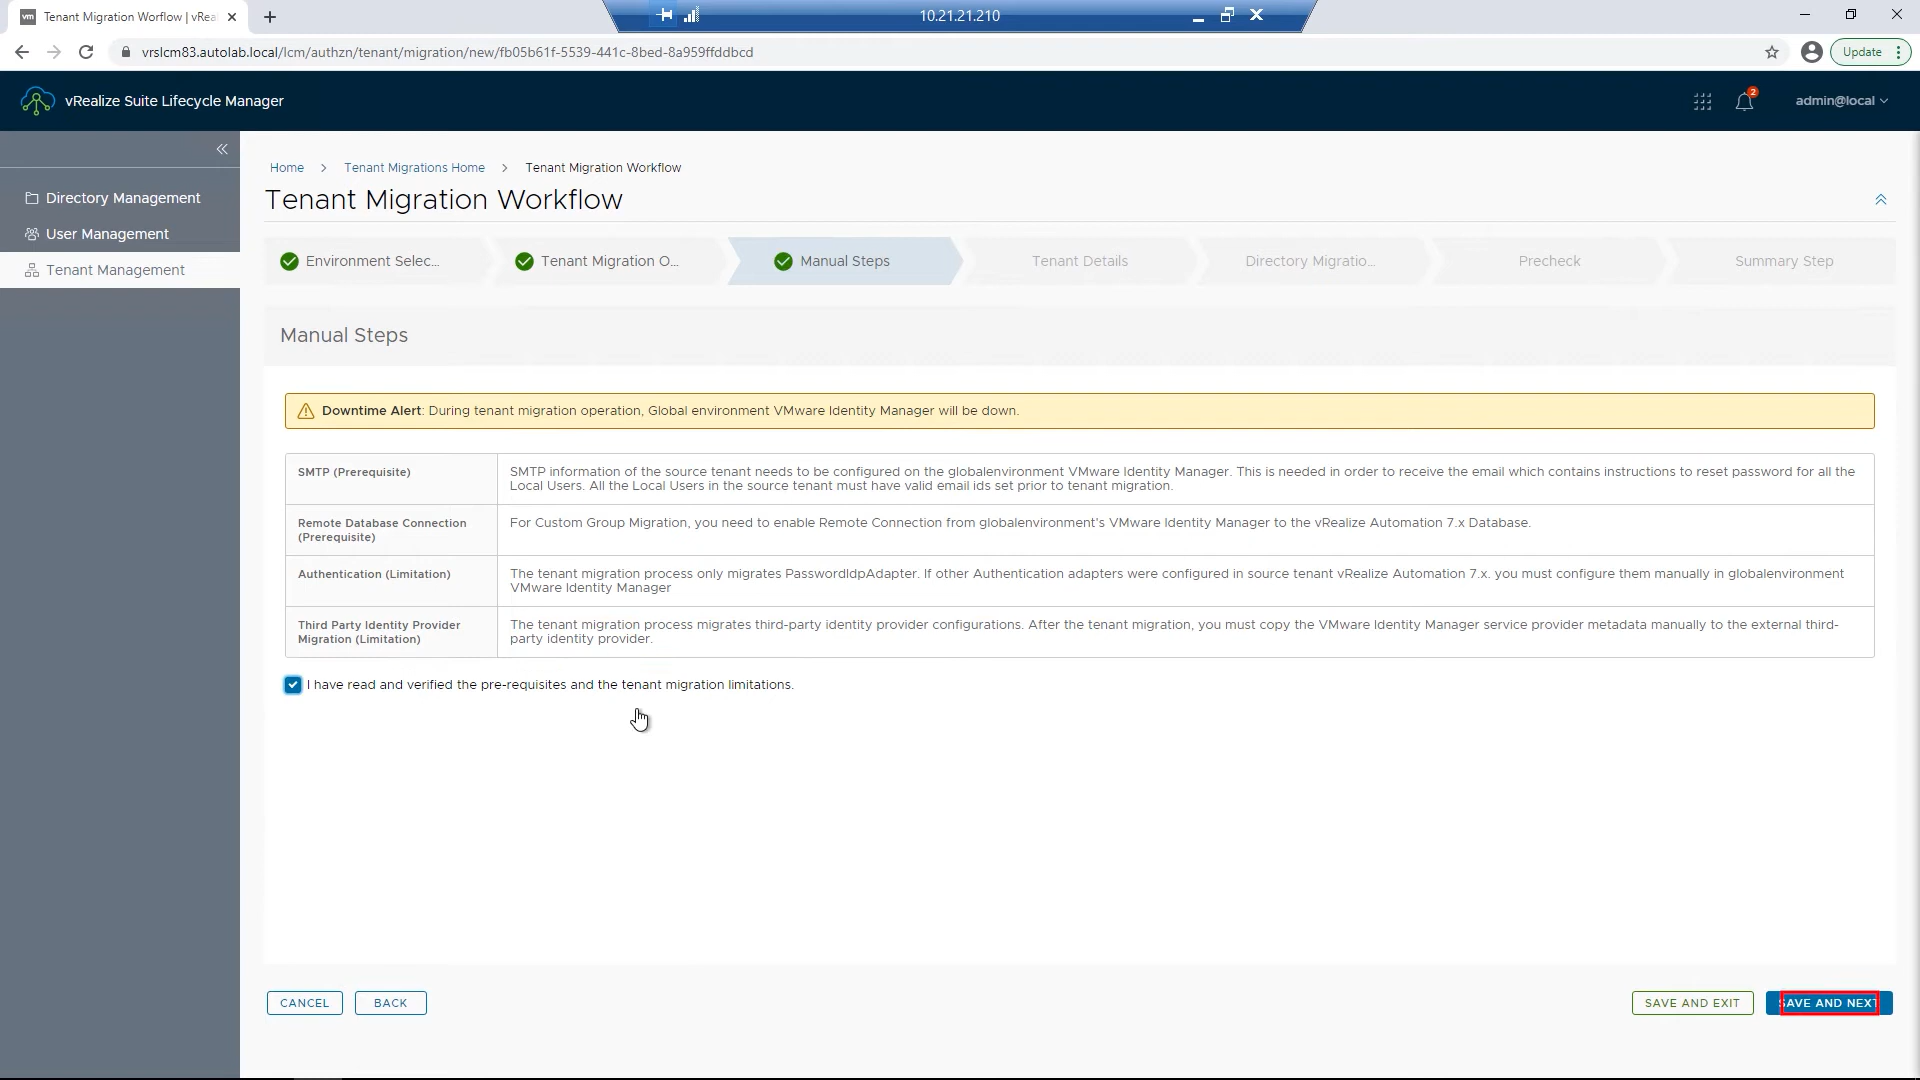 Tenant Migration Worflow | vRea
10.21.21.210
vrslcm83.autolab.local/lcm/authzn/tenant/migration/new/fb05b61f-5539-441c-8bed-8a959ffddbcd
Update
vm
vRealize Suite Lifecycle Manager
2
admin@local
Directory Management
User Management
Tenant Management
Home > Tenant Migrations Home > Tenant Migration Workflow
Tenant Migration Workflow
Environment Selec...
Tenant Migration O...
Manual Steps
Tenant Details
Directory Migratio...
Precheck
Summary Step
Manual Steps
Downtime Alert: During tenant migration operation, Global environment VMware Identity Manager will be down.
SMTP (Prerequisite)
SMTP information of the source tenant needs to be configured on the globalenvironment VMware Identity Manager. This is needed in order to receive the email which contains instructions to reset password for all the
Local Users. All the Local Users in the source tenant must have valid email ids set prior to tenant migration.
Remote Database Connection
(Prerequisite)
For Custom Group Migration, you need to enable Remote Connection from globalenvironment's VMware Identity Manager to the vRealize Automation 7.x Database.
Authentication (Limitation)
The tenant migration process only migrates PasswordIdpAdapter. If other Authentication adapters were configured in source tenant vRealize Automation 7.x. you must configure them manually in globalenvironment
VMware Identity Manager
Third Party Identity Provider
Migration (Limitation)
The tenant migration process migrates third-party identity provider configurations. After the tenant migration, you must copy the VMware Identity Manager service provider metadata manually to the external third-
party identity provider.
I have read and verified the pre-requisites and the tenant migration limitations.
CANCEL
BACK
SAVE AND EXIT
SAVE AND NEXT